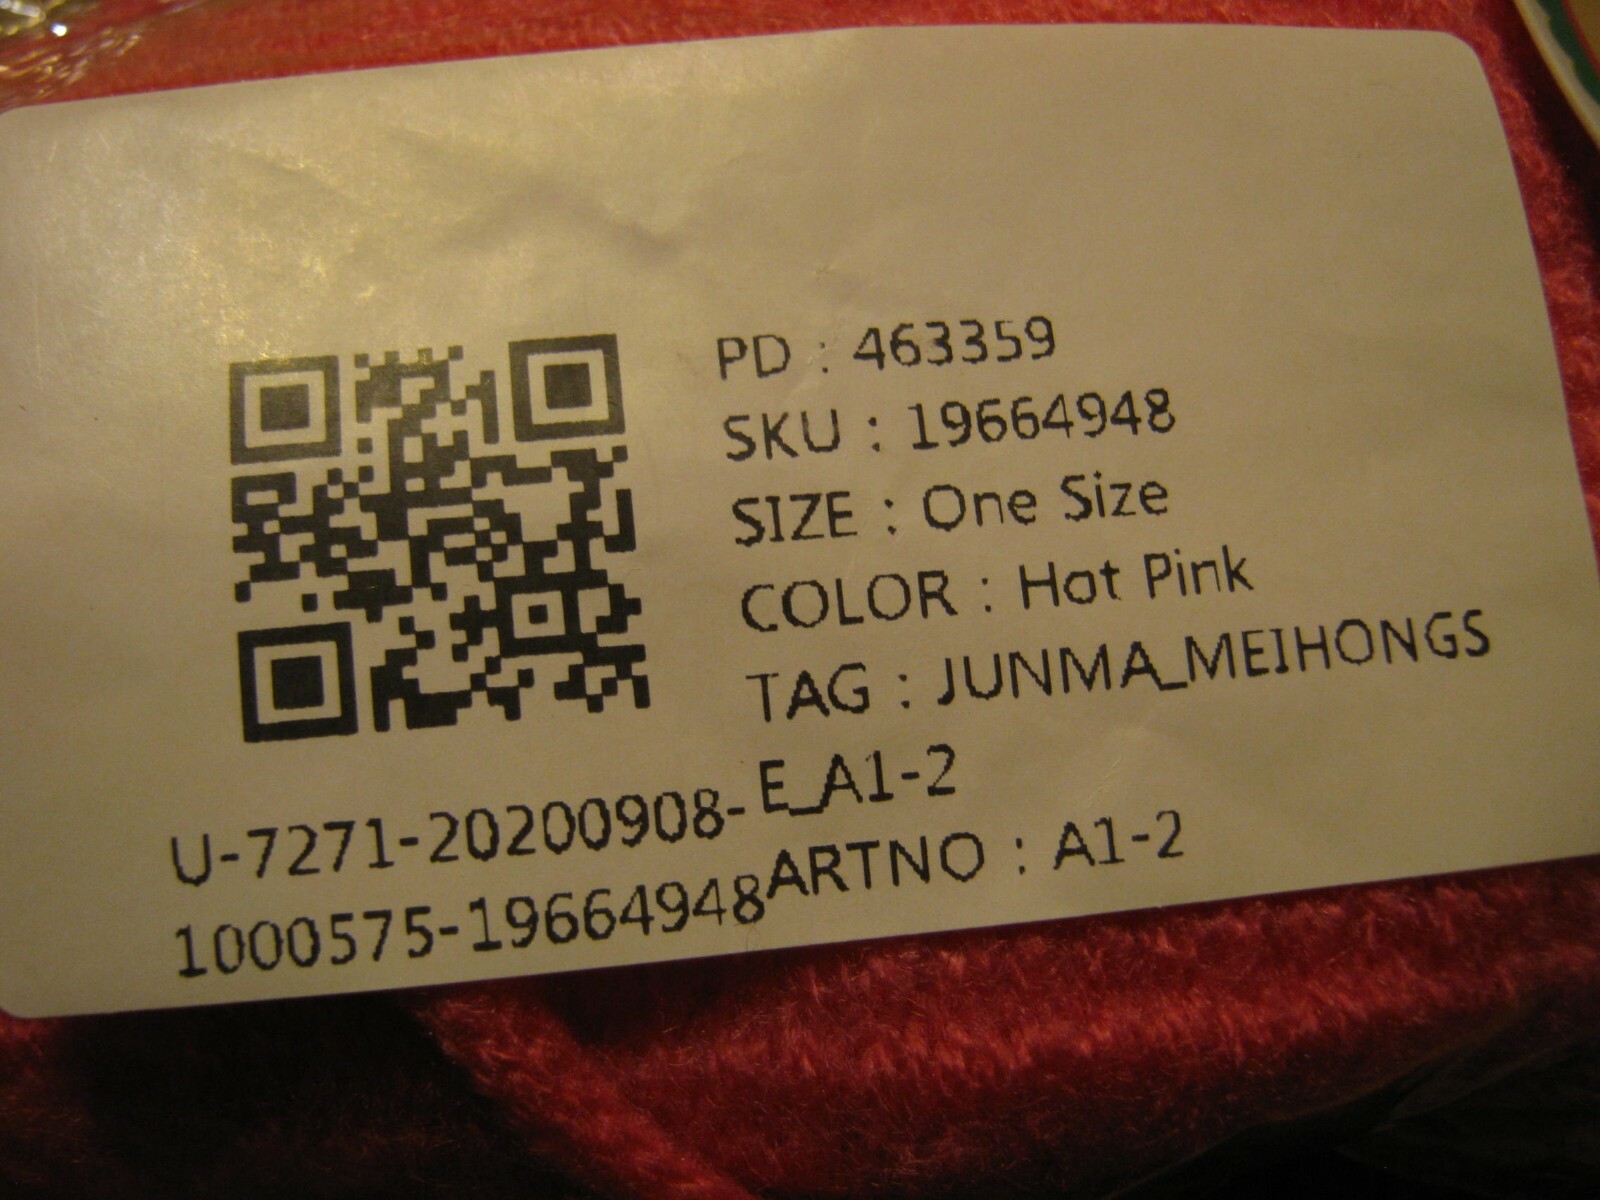 PD : 463359
SKU : 19664948
SIZE : One Size
COLOR : Hot Pink
TAG : JUNMA_MEIHONGS
E_A1-2
ARTNO : A1-2
U-7271-20200908-
1000575-19664948